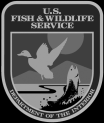 U.S.
FISH & WILDLIFE
SERVICE
DEPARTMENT OF THE INTERIOR